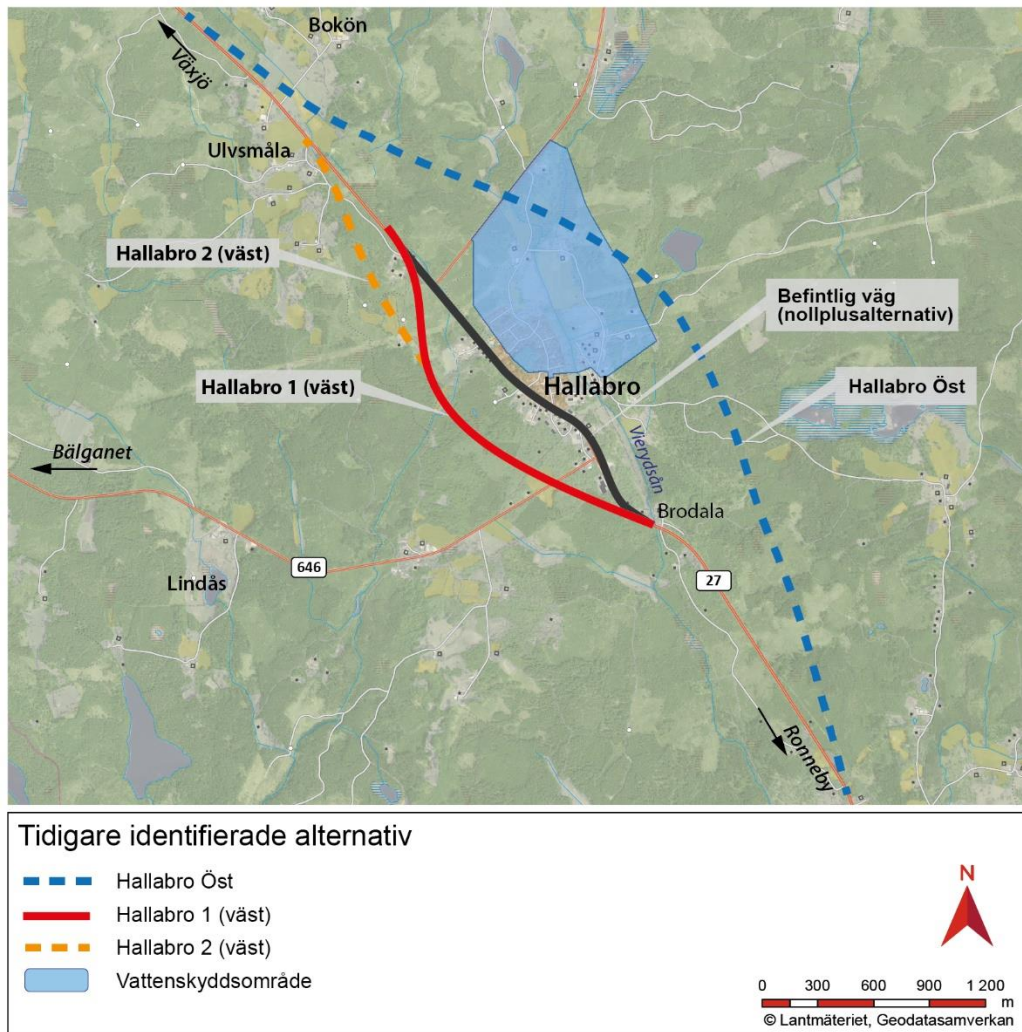 Bokön
Växjö
Ulvsmåla
Hallabro 2 (väst)
Befintlig väg
(nollplusalternativ)
Hallabro
Hallabro 1 (väst)
Hallabro Öst
Bälganet
Vierydsån
Brodala
646
27
Lindås
Ronneby
Tidigare identifierade alternativ
Hallabro Öst
Hallabro 1 (väst)
Hallabro 2 (väst)
Vattenskyddsområde
N
0 300 600 900 1 200
m
© Lantmäteriet, Geodatasamverkan